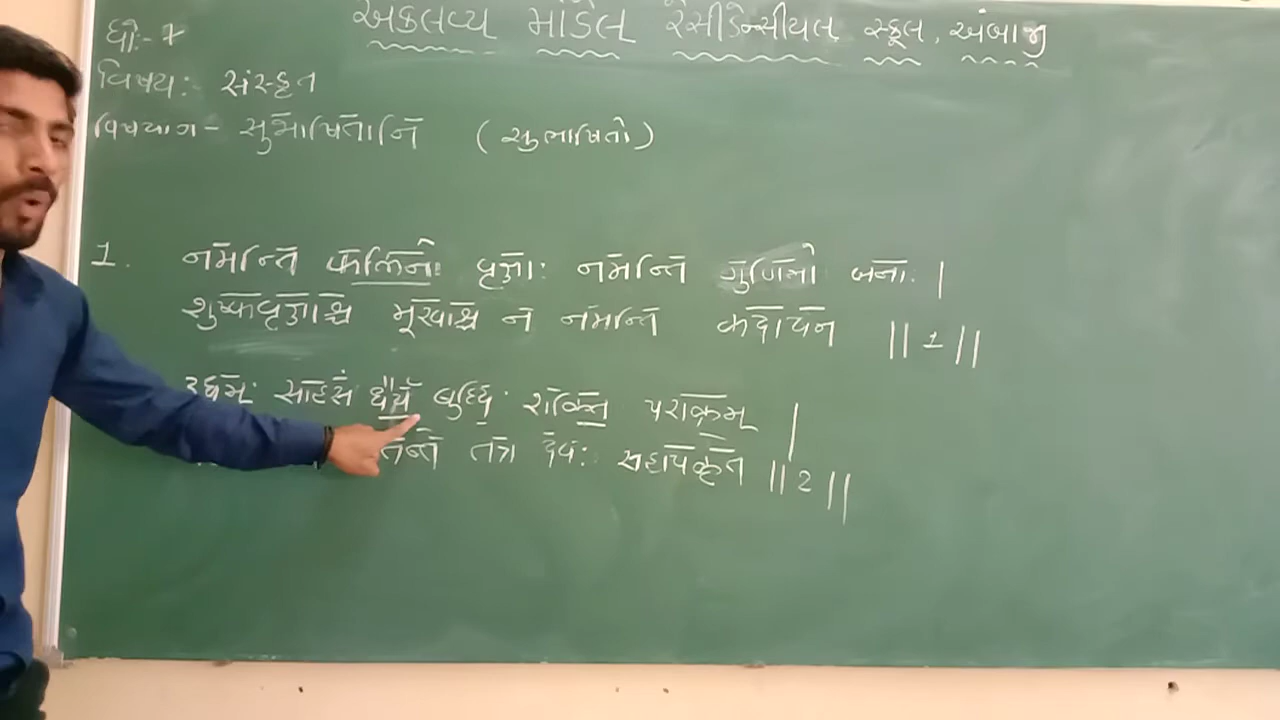 ધો:- ૭
એકલવ્ય મોડેલ રેસીડેન્સીયલ સ્કૂલ, અંબાજી
વિષય:- સંસ્કૃત
વિષયાંગ - सुभाषितानि (સુભાષિતો)
1. नमन्ति फलिनो वृक्षाः नमन्ति गुणिनो जनाः |
शुष्कवृक्षाश्च मूर्खाश्च न नमन्ति कदाचन ||1||
उद्यमः साहसं धैर्यं बुद्धिः शक्ति पराक्रम् |
तत्र देवः सहायकृत ||2||